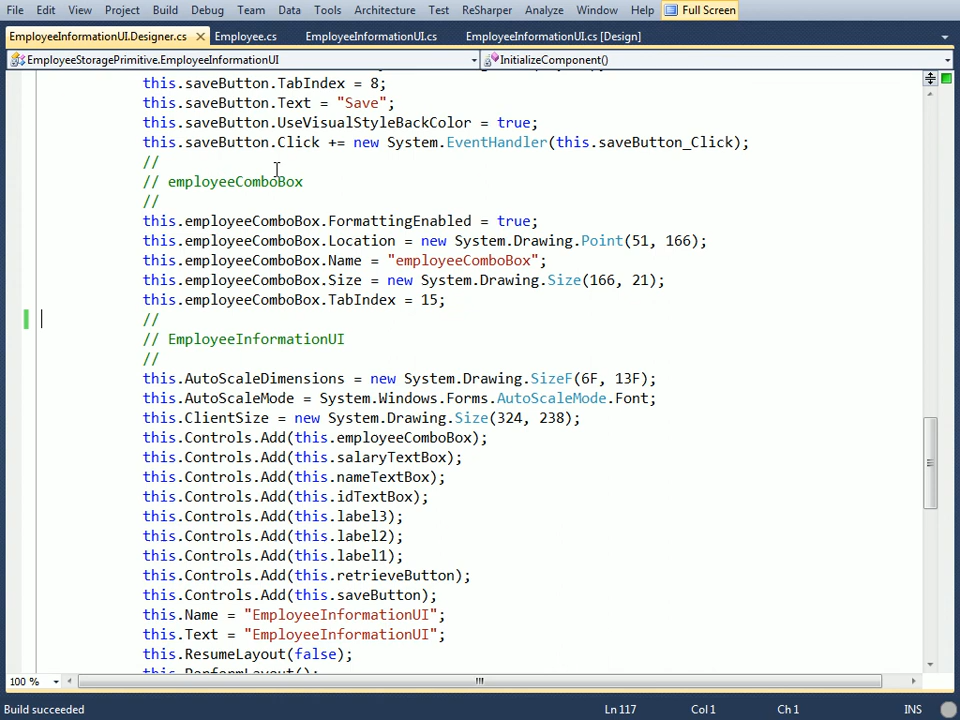 File Edit View Project Build Debug Team Data Tools Architecture Test ReSharper Analyze Window Help Full Screen
EmployeeInformationUI.Designer.cs Employee.cs EmployeeInformationUI.cs EmployeeInformationUI.cs [Design]
EmployeeStoragePrimitive.EmployeeInformationUI InitializeComponent()
this.saveButton.TabIndex = 8;
this.saveButton.Text = "Save";
this.saveButton.UseVisualStyleBackColor = true;
this.saveButton.Click += new System.EventHandler(this.saveButton_Click);
//
// employeeComboBox
//
this.employeeComboBox.FormattingEnabled = true;
this.employeeComboBox.Location = new System.Drawing.Point(51, 166);
this.employeeComboBox.Name = "employeeComboBox";
this.employeeComboBox.Size = new System.Drawing.Size(166, 21);
this.employeeComboBox.TabIndex = 15;
//
// EmployeeInformationUI
//
this.AutoScaleDimensions = new System.Drawing.SizeF(6F, 13F);
this.AutoScaleMode = System.Windows.Forms.AutoScaleMode.Font;
this.ClientSize = new System.Drawing.Size(324, 238);
this.Controls.Add(this.employeeComboBox);
this.Controls.Add(this.salaryTextBox);
this.Controls.Add(this.nameTextBox);
this.Controls.Add(this.idTextBox);
this.Controls.Add(this.label3);
this.Controls.Add(this.label2);
this.Controls.Add(this.label1);
this.Controls.Add(this.retrieveButton);
this.Controls.Add(this.saveButton);
this.Name = "EmployeeInformationUI";
this.Text = "EmployeeInformationUI";
this.ResumeLayout(false);
this.PerformLayout();
100 %
Build succeeded Ln 117 Col 1 Ch 1 INS